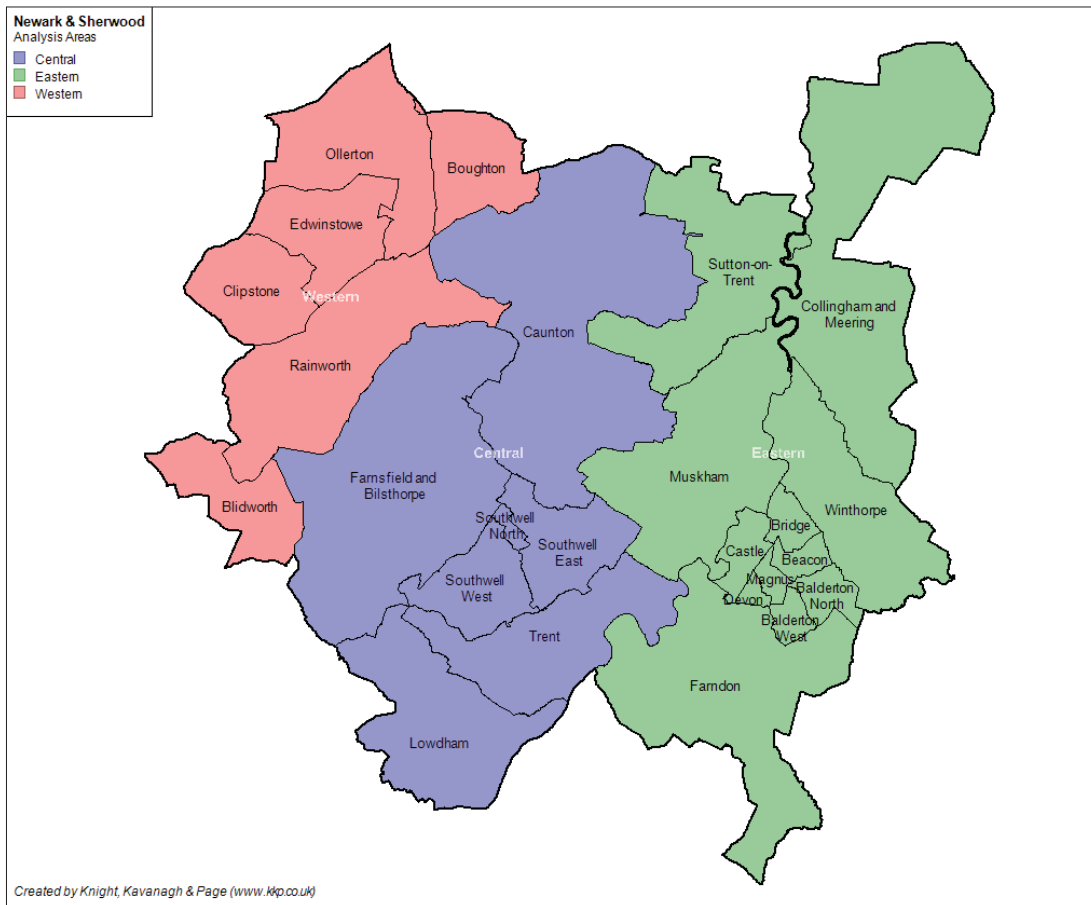 Newark & Sherwood
Analysis Areas
Central
Eastern
Western
Ollerton
Boughton
Edwinstowe
Clipstone
Western
Sutton-on-
Trent
Collingham and
Meering
Caunton
Rainworth
Central
Eastern
Farnsfield and
Bilsthorpe
Muskham
Blidworth
Winthorpe
Southwell
North
Bridge
Southwell
East
Castle
Beacon
Southwell
West
Magnus
Devon
Balderton
North
Balderton
West
Trent
Farndon
Lowdham
Created by Knight, Kavanagh & Page (www.kkp.co.uk)